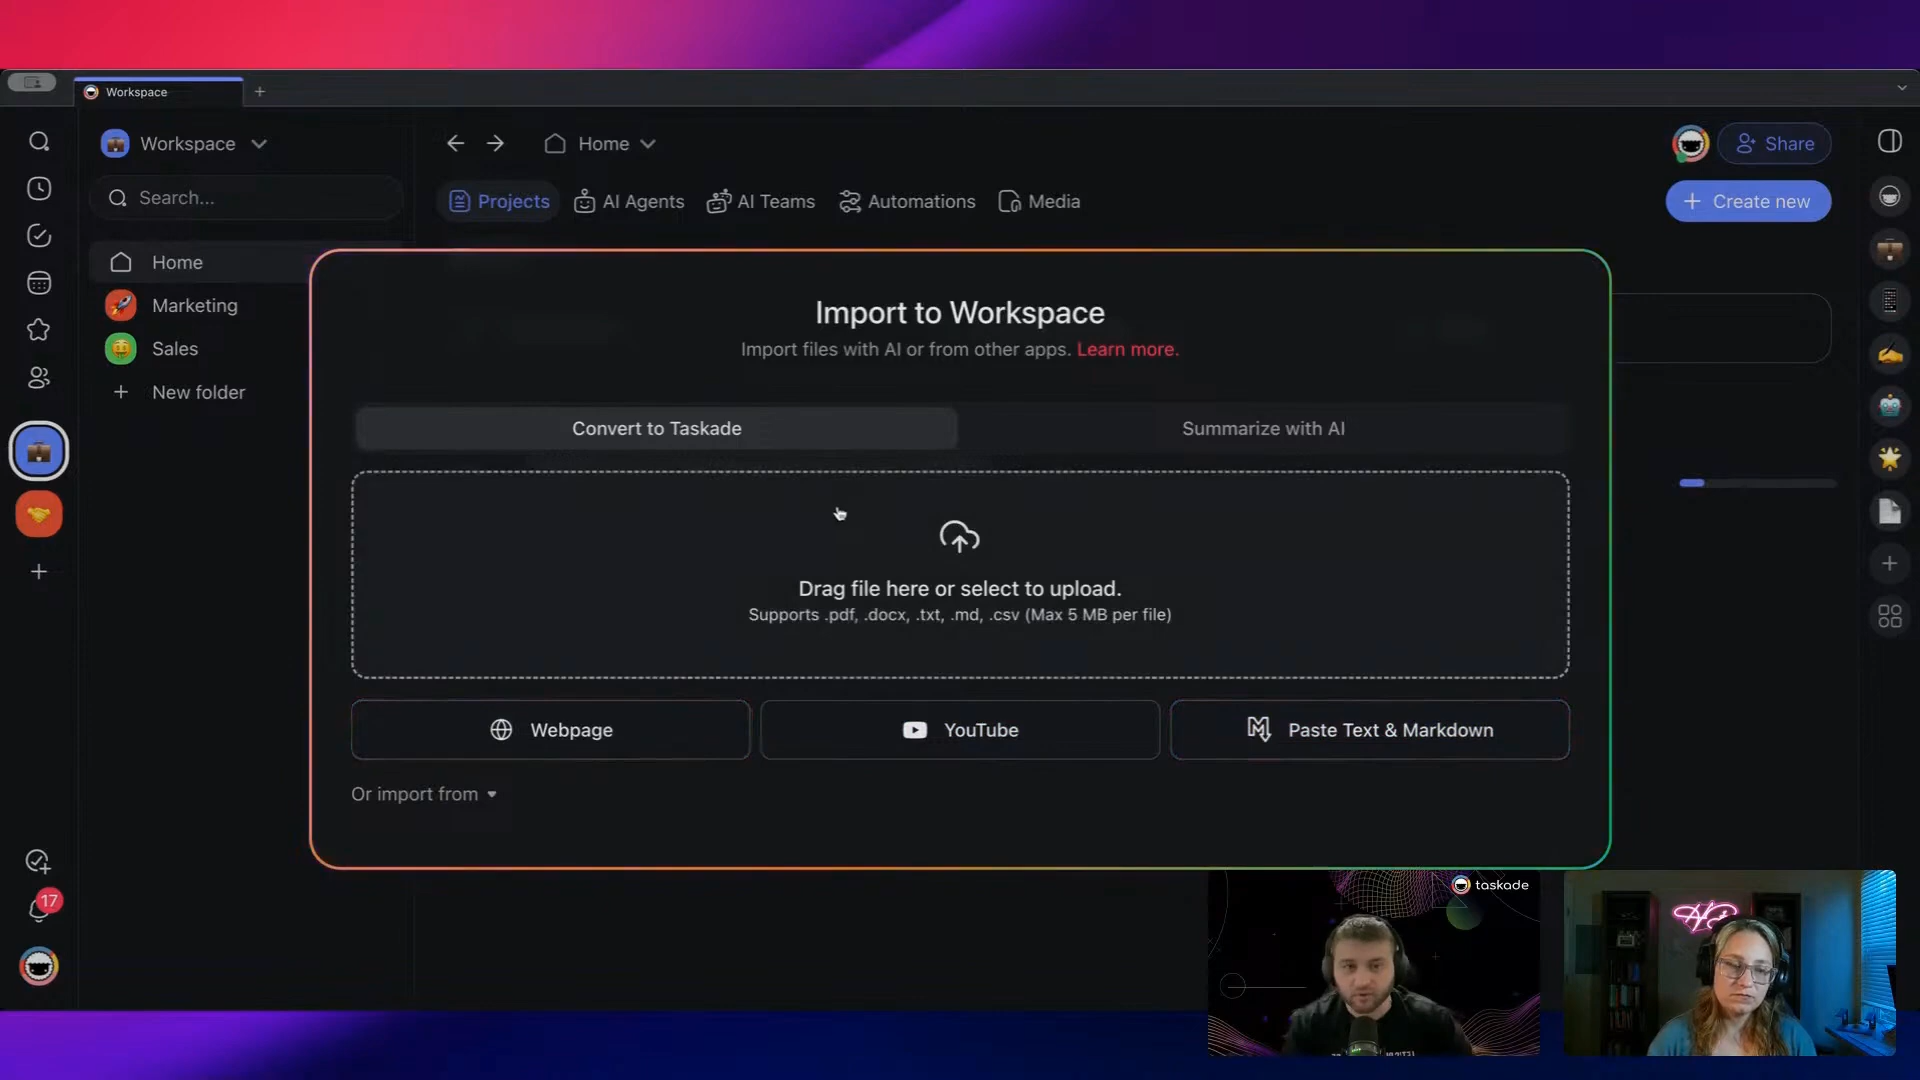 Workspace
Workspace
Home
Share
Search...
Projects
AI Agents
AI Teams
Automations
Media
Create new
Home
Marketing
Sales
New folder
Import to Workspace
Import files with AI or from other apps. Learn more.
Convert to Taskade
Summarize with AI
Drag file here or select to upload.
Supports .pdf, .docx, .txt, .md, .csv (Max 5 MB per file)
Webpage
YouTube
Paste Text & Markdown
Or import from
17
taskade